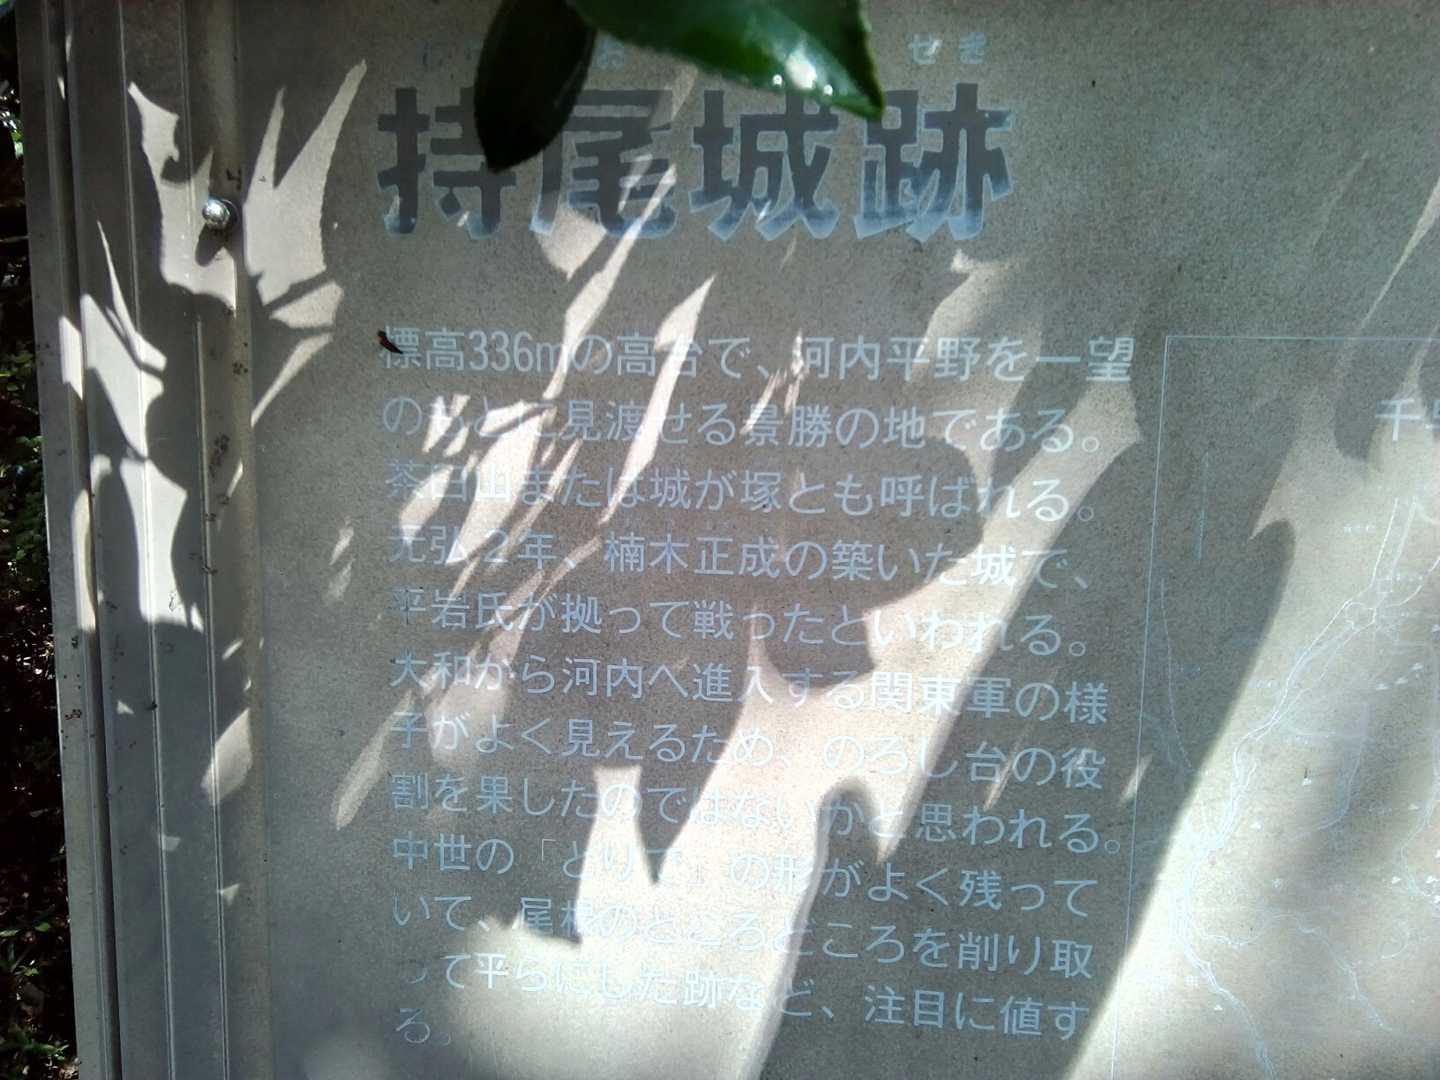 せき
持尾城跡
標高336mの高台で、河内平野を一望
のもとに見渡せる景勝の地である。
茶臼山または城が塚とも呼ばれる。
元弘２年、楠木正成の築いた城で、
平岩氏が拠って戦ったといわれる。
大和から河内へ進入する関東軍の様
子がよく見えるため、のろし台の役
割を果したのではないかと思われる。
中世の「とりで」の形がよく残って
いて、尾根のところどころを削り取
って平らにした跡など、注目に値す
る。
千